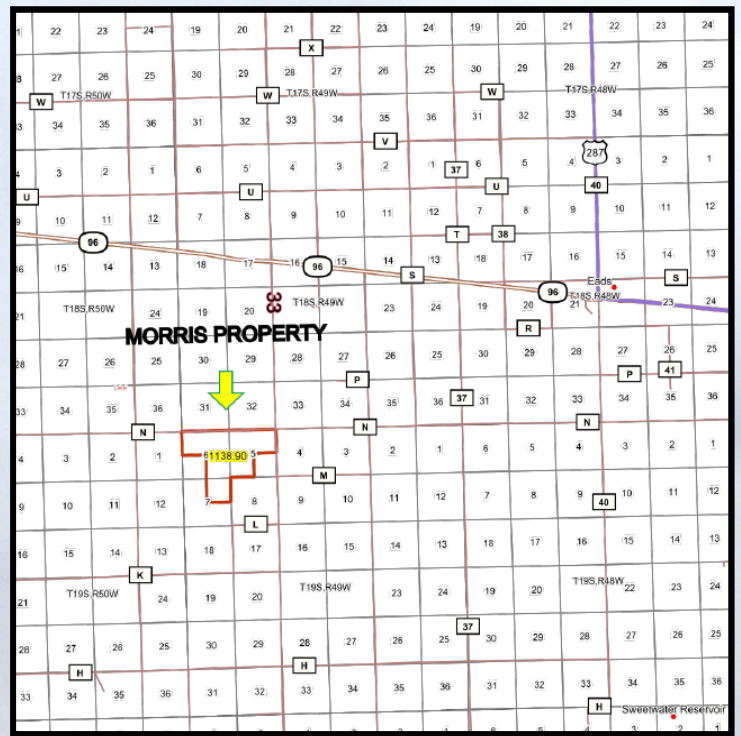 22 23 24 19 20 21 22 23 24 19 20 21 22 23 24
X
27 26 25 30 29 28 27 26 25 30 29 28 27 26 25
W T17S,R50W W T17S,R49W W T17S,R48W
34 35 36 31 32 33 34 35 36 31 32 33 34 35 36
V
287
3 2 1 6 5 4 3 2 1 37 6 5 4 3 2 1
U U U 40
10 11 12 7 8 9 10 11 12 7 8 9 10 11 12
96 T 38
15 14 13 18 17 16 96 15 S 13 18 17 16 15 14 13
Eads S
96 T18S,R48W
T18S,R50W 24 19 20 33 T18S,R49W 23 24 19 20 21 23 24
R
MORRIS PROPERTY
28 27 26 25 30 29 28 27 26 25 30 29 28 27 26 25
P 37 P 41
33 34 35 36 31 32 33 34 35 36 31 32 33 34 35 36
N N N
4 3 2 1 6 1138.90 5 4 3 2 1 6 5 4 3 2 1
M
9 10 11 12 7 8 9 10 11 12 7 8 9 40 10 11 12
L
16 15 14 13 18 17 16 15 14 13 18 17 16 15 14 13
K
21 T19S,R50W 24 19 20 T19S,R49W 23 24 19 20 T19S,R48W 22 23 24
37
28 27 26 25 30 29 28 27 26 25 30 29 28 27 26 25
H H
33 34 35 36 31 32 33 34 35 36 31 32 33 34 35 36
H Sweetwater Reservoir